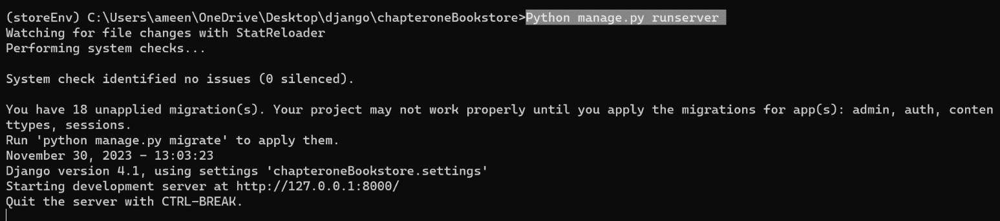 (storeEnv) C:\Users\ameen\OneDrive\Desktop\django\chapteroneBookstore>Python manage.py runserver
Watching for file changes with StatReloader
Performing system checks...
System check identified no issues (0 silenced).
You have 18 unapplied migration(s). Your project may not work properly until you apply the migrations for app(s): admin, auth, conten
ttypes, sessions.
Run 'python manage.py migrate' to apply them.
November 30, 2023 - 13:03:23
Django version 4.1, using settings 'chapteroneBookstore.settings'
Starting development server at http://127.0.0.1:8000/
Quit the server with CTRL-BREAK.